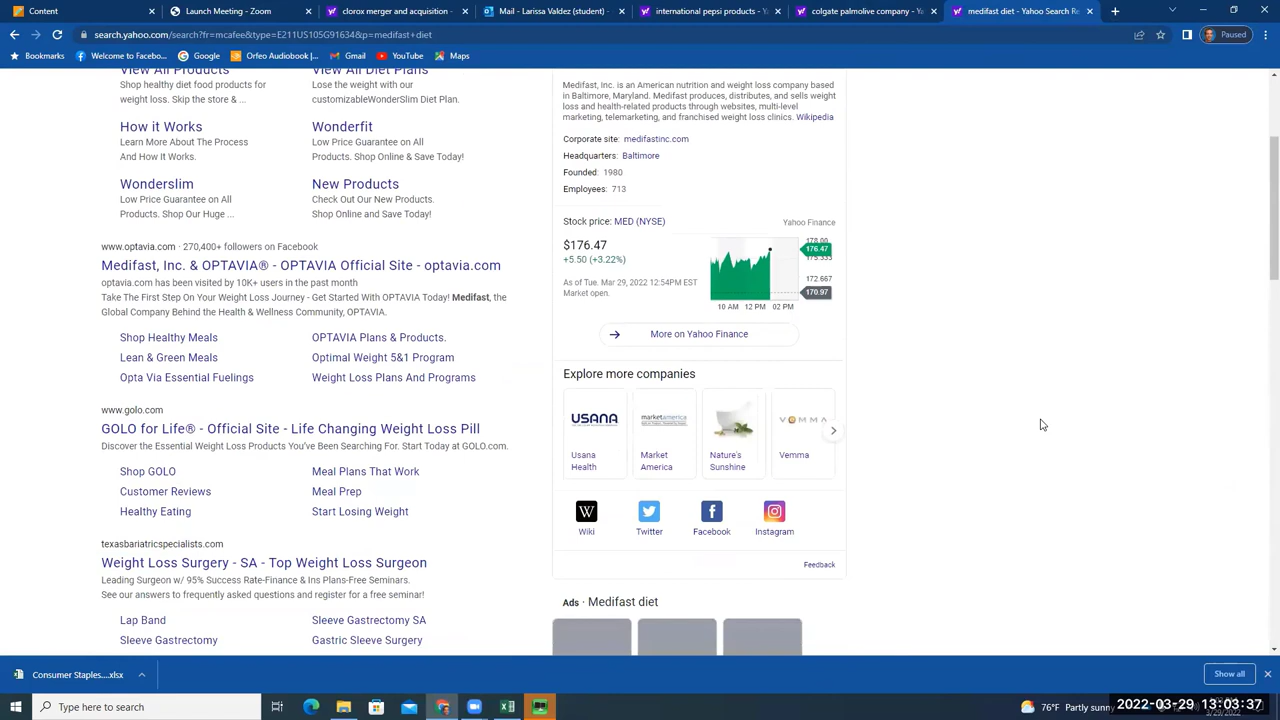 Google
Launch Meeting - Zoom
clorox merger and acquisition -
Mail - Larissa Valdez (student) -
international pepsi products - Y
colgate palmolive company - Ya
medifast diet - Yahoo Search Re
search.yahoo.com/search?fr=mcafee&type=E211US105G91634&p=medifast+diet
Paused
Bookmarks
Welcome to Facebo...
Google
Orfeo Audiobook |...
Gmail
YouTube
Maps
View All Products
Shop healthy diet food products for
weight loss. Skip the store & ...
View All Diet Plans
Lose the weight with our
customizableWonderSlim Diet Plan.
How it Works
Learn More About The Process
And How It Works.
Wonderfit
Low Price Guarantee on All
Products. Shop Online & Save Today!
Wonderslim
Low Price Guarantee on All
Products. Shop Our Huge ...
New Products
Check Out Our New Products.
Shop Online and Save Today!
www.optavia.com · 270,400+ followers on Facebook
Medifast, Inc. & OPTAVIA® - OPTAVIA Official Site - optavia.com
optavia.com has been visited by 10K+ users in the past month
Take The First Step On Your Weight Loss Journey - Get Started With OPTAVIA Today! Medifast, the
Global Company Behind the Health & Wellness Community, OPTAVIA.
Shop Healthy Meals
OPTAVIA Plans & Products.
Lean & Green Meals
Optimal Weight 5&1 Program
Opta Via Essential Fuelings
Weight Loss Plans And Programs
www.golo.com
GOLO for Life® - Official Site - Life Changing Weight Loss Pill
Discover the Essential Weight Loss Products You've Been Searching For. Start Today at GOLO.com.
Shop GOLO
Meal Plans That Work
Customer Reviews
Meal Prep
Healthy Eating
Start Losing Weight
texasbariatricspecialists.com
Weight Loss Surgery - SA - Top Weight Loss Surgeon
Leading Surgeon w/ 95% Success Rate-Finance & Ins Plans-Free Seminars.
See our answers to frequently asked questions and register for a free seminar!
Lap Band
Sleeve Gastrectomy SA
Sleeve Gastrectomy
Gastric Sleeve Surgery
Medifast, Inc. is an American nutrition and weight loss company based
in Baltimore, Maryland. Medifast produces, distributes, and sells weight
loss and health-related products through websites, multi-level
marketing, telemarketing, and franchised weight loss clinics. Wikipedia
Corporate site: medifastinc.com
Headquarters: Baltimore
Founded: 1980
Employees: 713
Stock price: MED (NYSE)
Yahoo Finance
$176.47
+5.50 (+3.22%)
As of Tue. Mar 29, 2022 12:54PM EST
Market open.
178.00
176.47
175.333
172.667
170.97
10 AM 12 PM 02 PM
More on Yahoo Finance
Explore more companies
USANA
marketamerica
VEMMA
Usana
Health
Market
America
Nature's
Sunshine
Vemma
W
Wiki
Twitter
Facebook
Instagram
Feedback
Ads · Medifast diet
Consumer Staples....xlsx
Show all
Type here to search
76°F Partly sunny
2022-03-29 13:03:37